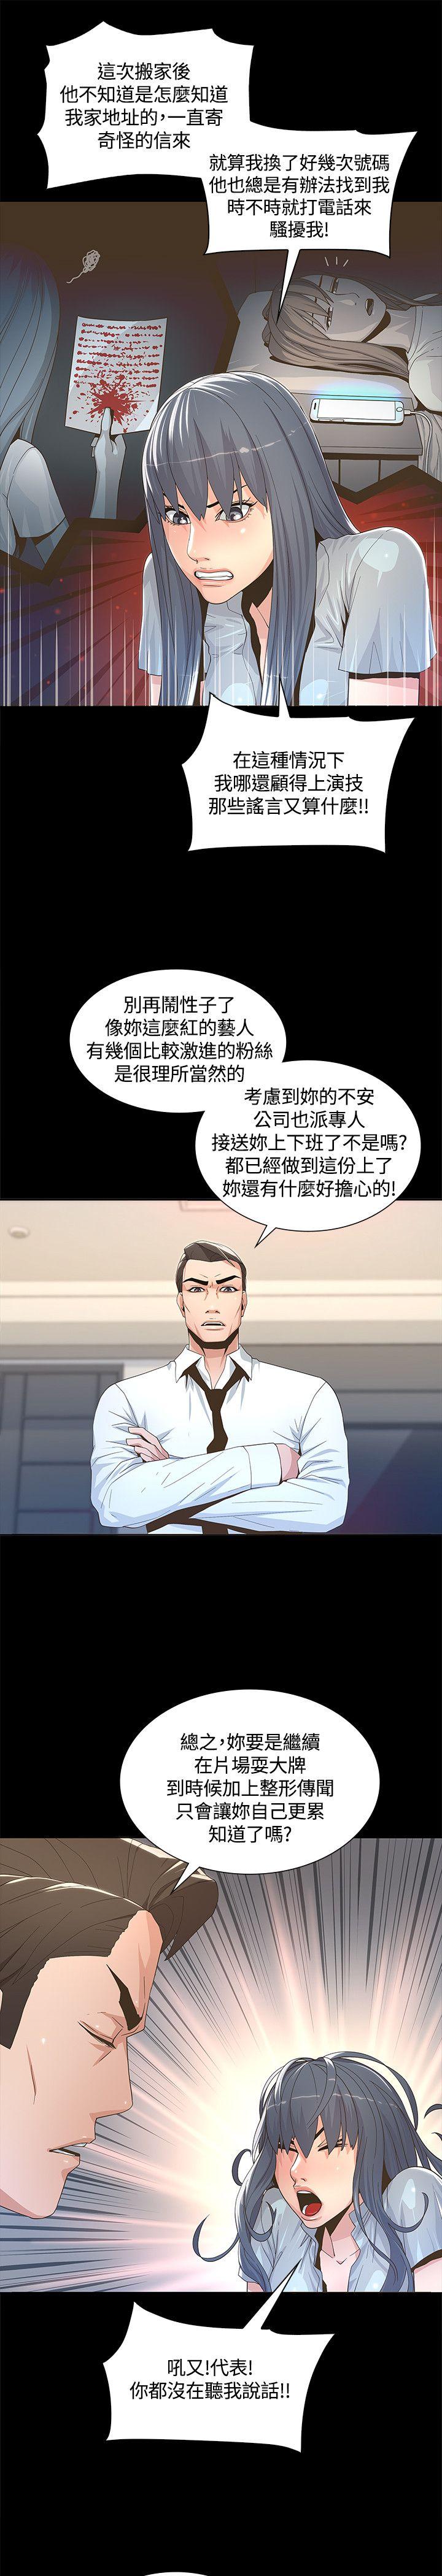 這次搬家後
他不知道是怎麼知道
我家地址的，一直寄
奇怪的信來
就算我換了好幾次號碼
他也總是有辦法找到我
時不時就打電話來
騷擾我!
在這種情況下
我哪還顧得上演技
那些謠言又算什麼!!
別再鬧性子了
像妳這麼紅的藝人
有幾個比較激進的粉絲
是很理所當然的
考慮到妳的不安
公司也派專人
接送妳上下班了不是嗎?
都已經做到這份上了
妳還有什麼好擔心的!
總之，妳要是繼續
在片場耍大牌
到時候加上整形傳聞
只會讓妳自己更累
知道了嗎?
吼又!代表!
你都沒在聽我說話!!